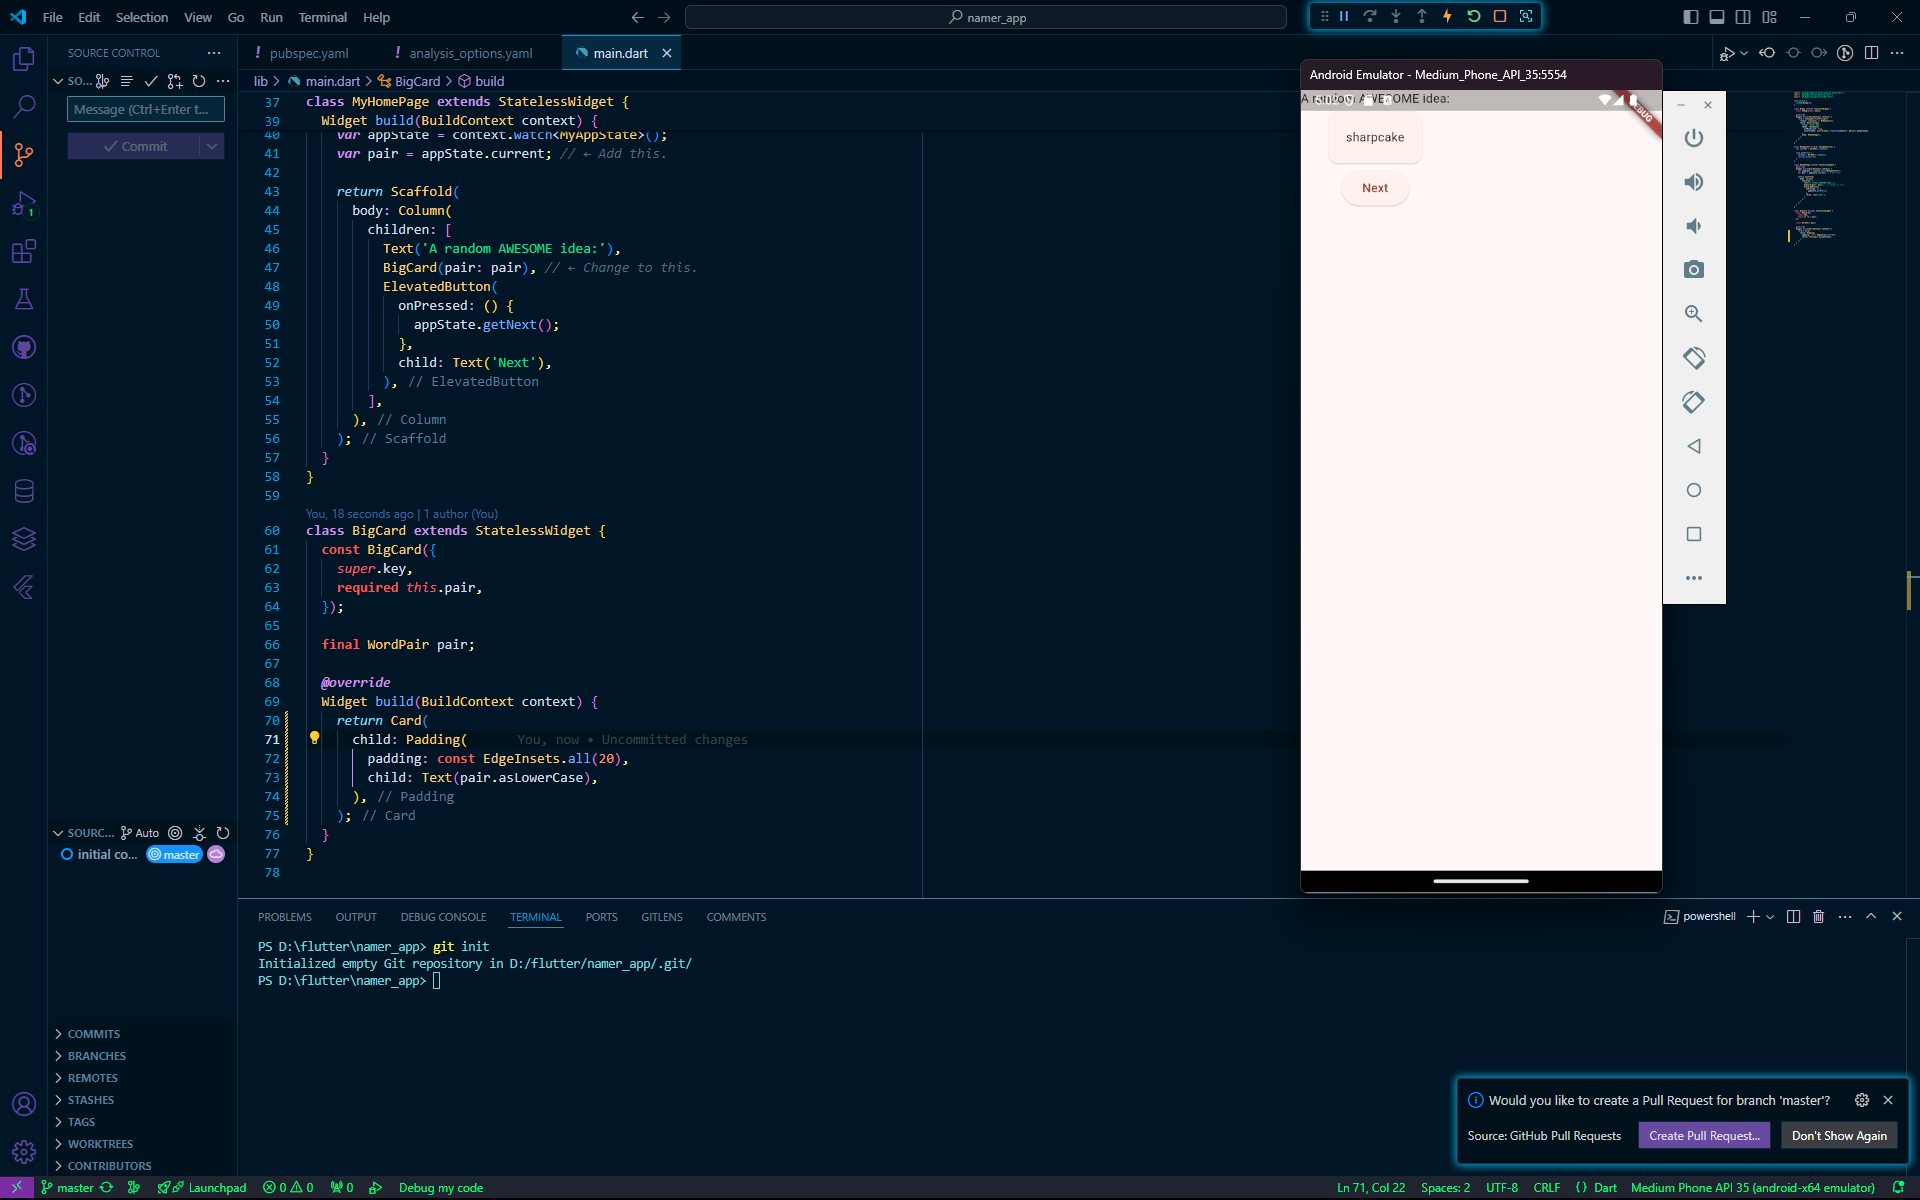 File Edit Selection View Go Run Terminal Help
namer_app
SOURCE CONTROL
! pubspec.yaml
! analysis_options.yaml
main.dart
SO...
lib > main.dart > BigCard > build
Message (Ctrl+Enter t...
Commit
37 class MyHomePage extends StatelessWidget {
39 Widget build(BuildContext context) {
40 var appState = context.watch<MyAppState>();
41 var pair = appState.current; // ← Add this.
42
43 return Scaffold(
44 body: Column(
45 children: [
46 Text('A random AWESOME idea:'),
47 BigCard(pair: pair), // ← Change to this.
48 ElevatedButton(
49 onPressed: () {
50 appState.getNext();
51 },
52 child: Text('Next'),
53 ), // ElevatedButton
54 ],
55 ), // Column
56 ); // Scaffold
57 }
58 }
59
You, 18 seconds ago | 1 author (You)
60 class BigCard extends StatelessWidget {
61 const BigCard({
62 super.key,
63 required this.pair,
64 });
65
66 final WordPair pair;
67
68 @override
69 Widget build(BuildContext context) {
70 return Card(
71 child: Padding( You, now • Uncommitted changes
72 padding: const EdgeInsets.all(20),
73 child: Text(pair.asLowerCase),
74 ), // Padding
75 ); // Card
76 }
77 }
78
1
Android Emulator - Medium_Phone_API_35:5554
A random AWESOME idea:
DEBUG
sharpcake
Next
SOURC... Auto
initial co... master
COMMITS
BRANCHES
REMOTES
STASHES
TAGS
WORKTREES
CONTRIBUTORS
PROBLEMS OUTPUT DEBUG CONSOLE TERMINAL PORTS GITLENS COMMENTS
powershell
PS D:\flutter\namer_app> git init
Initialized empty Git repository in D:/flutter/namer_app/.git/
PS D:\flutter\namer_app>
Would you like to create a Pull Request for branch 'master'?
Source: GitHub Pull Requests
Create Pull Request...
Don't Show Again
master Launchpad 0 0 0 Debug my code
Ln 71, Col 22 Spaces: 2 UTF-8 CRLF {} Dart Medium Phone API 35 (android-x64 emulator)